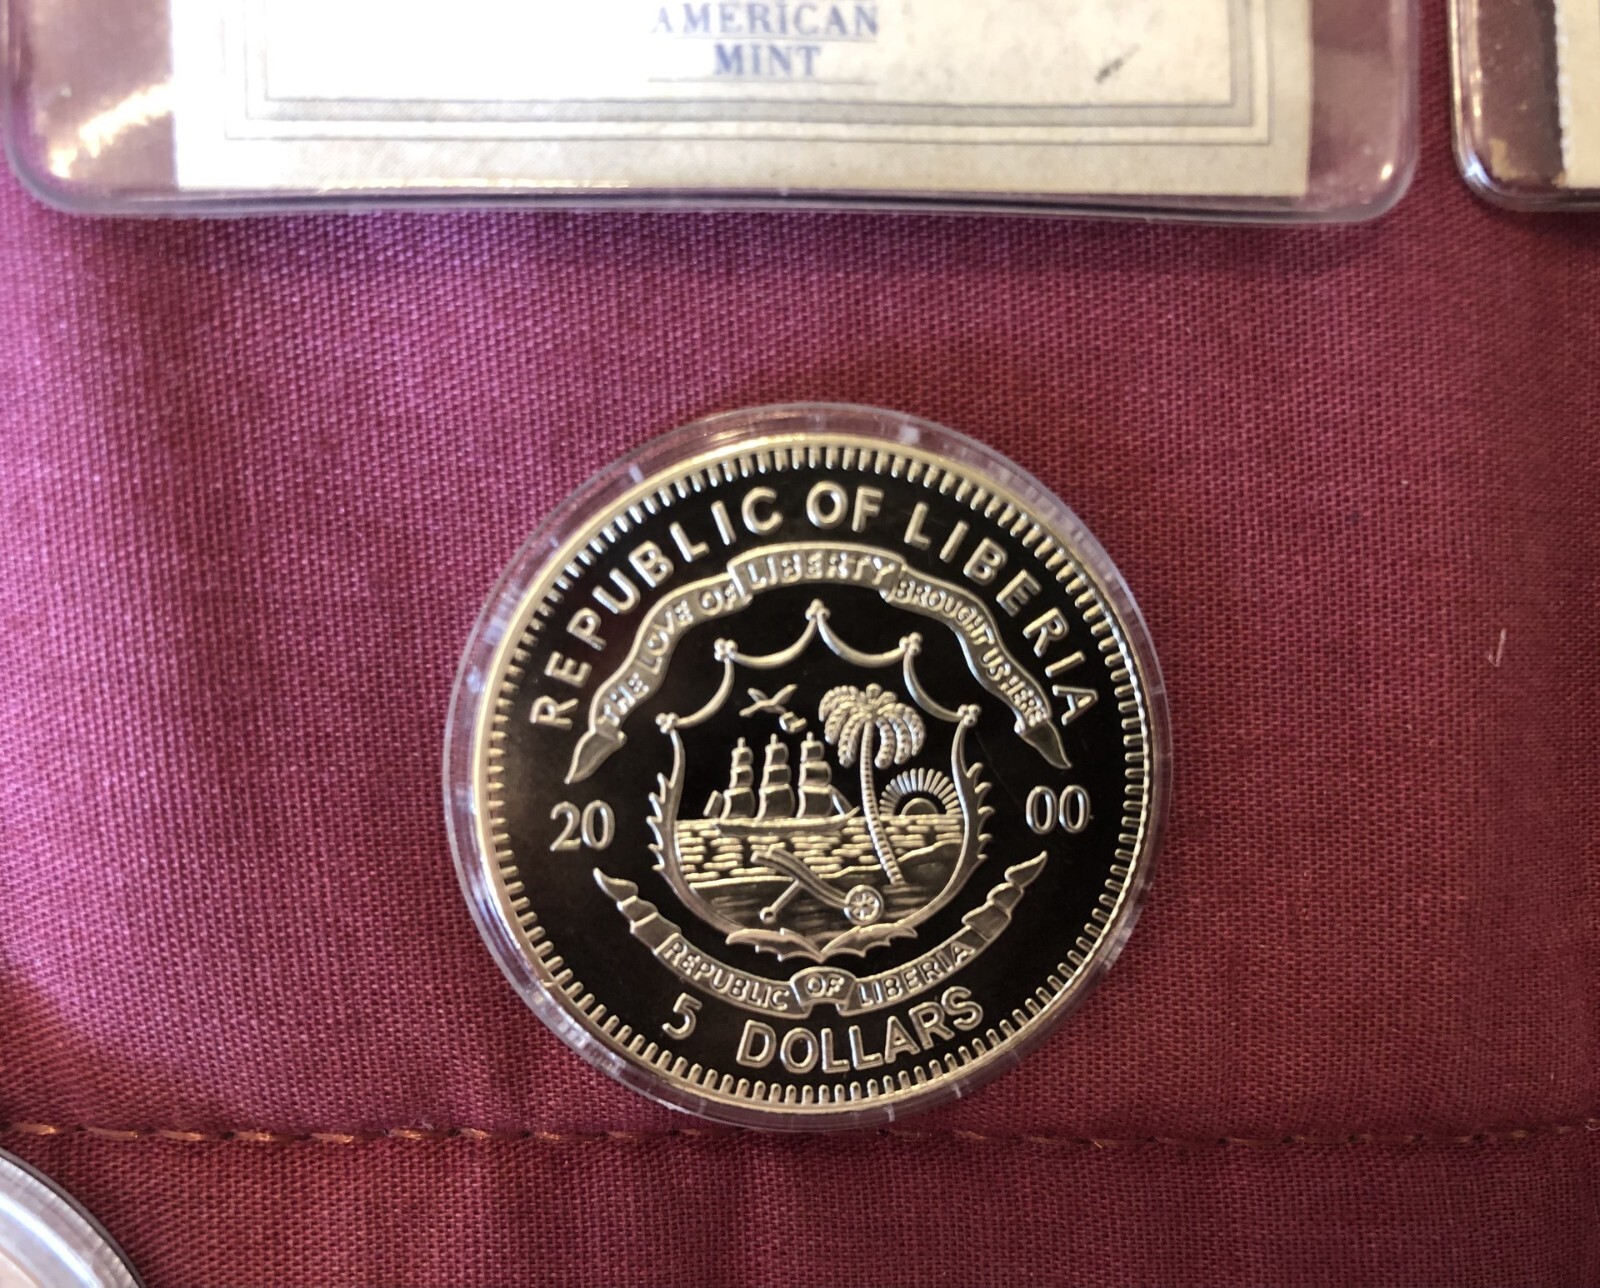 AMERICAN
MINT
REPUBLIC OF LIBERIA
THE LOVE OF LIBERTY BROUGHT US HERE
20 00
REPUBLIC OF LIBERIA
5 DOLLARS